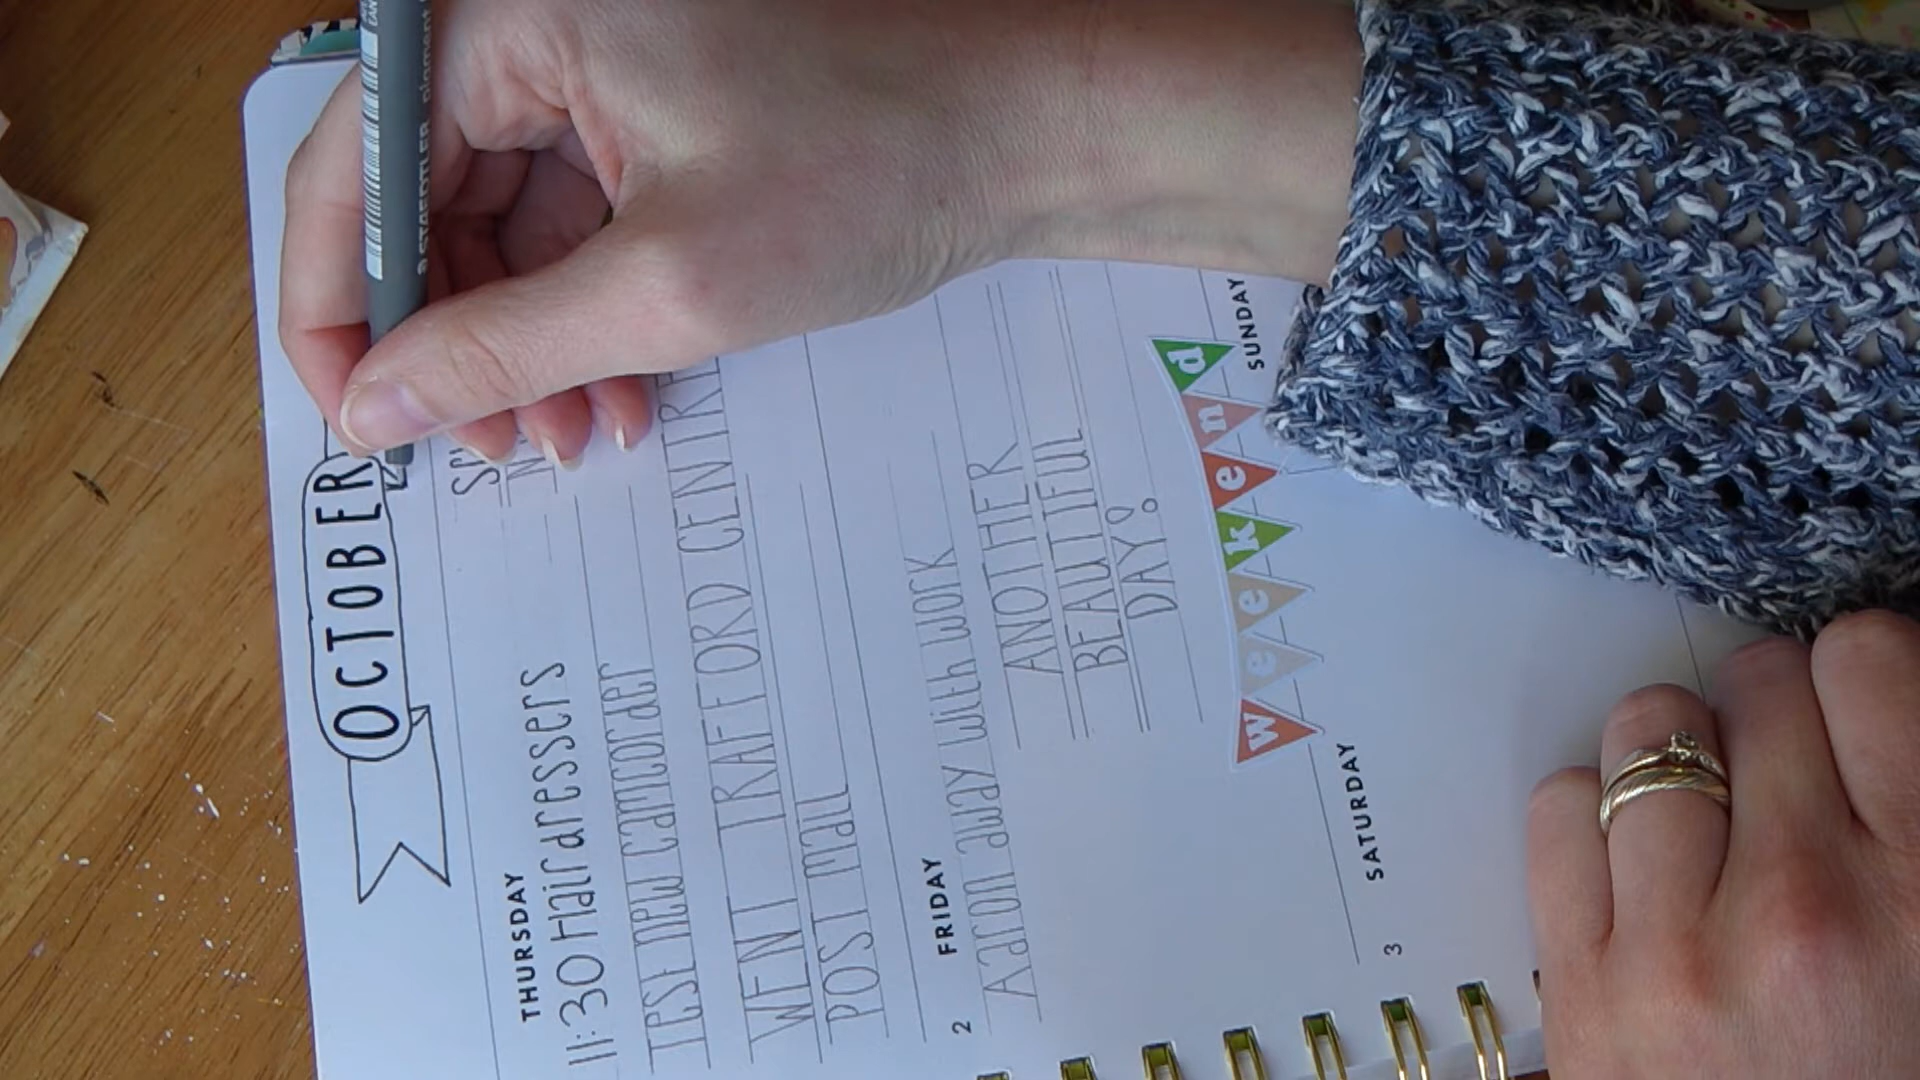 OCTOBER
THURSDAY
11:30 Hairdressers
Test new camcorder
WENT TRAFFORD CENTRE
POST Mail
2 FRIDAY
Aaron away with work
ANOTHER
BEAUTIFUL
DAY!
weekend
3 SATURDAY
SUNDAY
STAEDTLER pigment